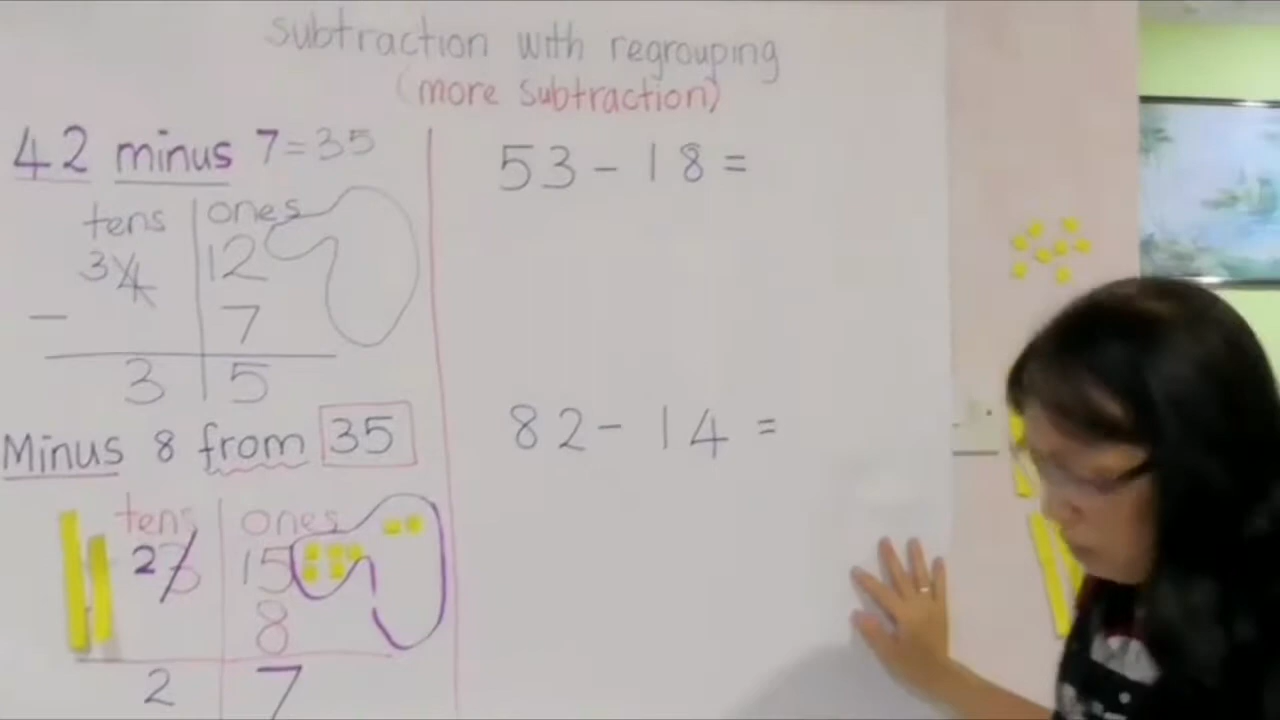 subtraction with regrouping
(more subtraction)
42 minus 7=35
tens ones
3 4 12
- 7
3 5
Minus 8 from 35
tens ones
2 3 15
8
2 7
53-18=
82-14=